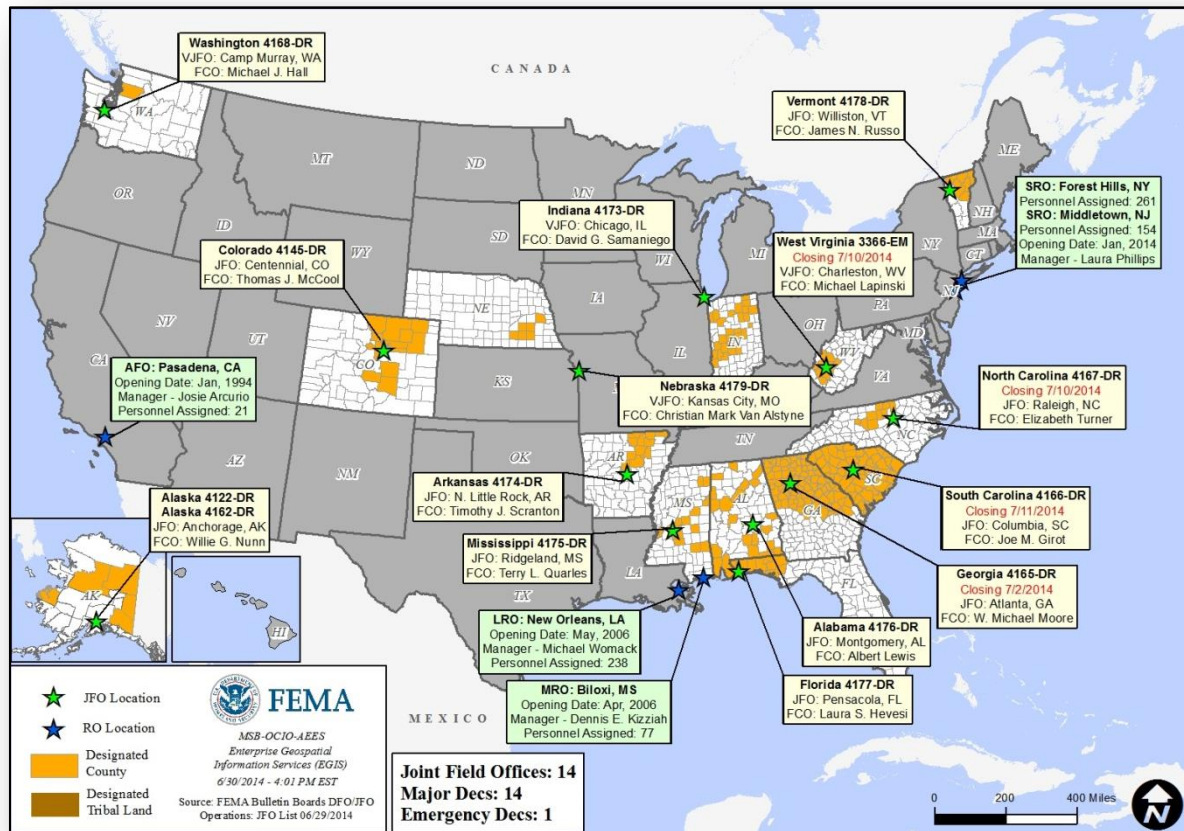 Washington 4168-DR
VJFO: Camp Murray, WA
FCO: Michael J. Hall
CANADA
Vermont 4178-DR
JFO: Williston, VT
FCO: James N. Russo
SRO: Forest Hills, NY
Personnel Assigned: 261
SRO: Middletown, NJ
Personnel Assigned: 154
Opening Date: Jan, 2014
Manager - Laura Phillips
Indiana 4173-DR
VJFO: Chicago, IL
FCO: David G. Samaniego
West Virginia 3366-EM
Closing 7/10/2014
VJFO: Charleston, WV
FCO: Michael Lapinski
Colorado 4145-DR
JFO: Centennial, CO
FCO: Thomas J. McCool
AFO: Pasadena, CA
Opening Date: Jan, 1994
Manager - Josie Arcurio
Personnel Assigned: 21
Nebraska 4179-DR
VJFO: Kansas City, MO
FCO: Christian Mark Van Alstyne
North Carolina 4167-DR
Closing 7/10/2014
JFO: Raleigh, NC
FCO: Elizabeth Turner
Arkansas 4174-DR
JFO: N. Little Rock, AR
FCO: Timothy J. Scranton
Alaska 4122-DR
Alaska 4162-DR
JFO: Anchorage, AK
FCO: Willie G. Nunn
Mississippi 4175-DR
JFO: Ridgeland, MS
FCO: Terry L. Quarles
South Carolina 4166-DR
Closing 7/11/2014
JFO: Columbia, SC
FCO: Joe M. Girot
Georgia 4165-DR
Closing 7/2/2014
JFO: Atlanta, GA
FCO: W. Michael Moore
LRO: New Orleans, LA
Opening Date: May, 2006
Manager - Michael Womack
Personnel Assigned: 238
Alabama 4176-DR
JFO: Montgomery, AL
FCO: Albert Lewis
MRO: Biloxi, MS
Opening Date: Apr, 2006
Manager - Dennis E. Kizziah
Personnel Assigned: 77
Florida 4177-DR
JFO: Pensacola, FL
FCO: Laura S. Hevesi
WA
MT
ND
MN
ME
OR
ID
SD
WI
MI
NY
NH
MA
CT
WY
NE
IA
PA
NJ
NV
UT
CO
KS
IL
IN
OH
MD
WV
VA
CA
AZ
NM
OK
AR
TN
NC
SC
MS
AL
GA
LA
TX
FL
AK
HI
MEXICO
JFO Location
RO Location
Designated
County
Designated
Tribal Land
FEMA
MSB-OCIO-AEES
Enterprise Geospatial
Information Services (EGIS)
6/30/2014 - 4:01 PM EST
Source: FEMA Bulletin Boards DFO/JFO
Operations: JFO List 06/29/2014
Joint Field Offices: 14
Major Decs: 14
Emergency Decs: 1
0 200 400 Miles
N